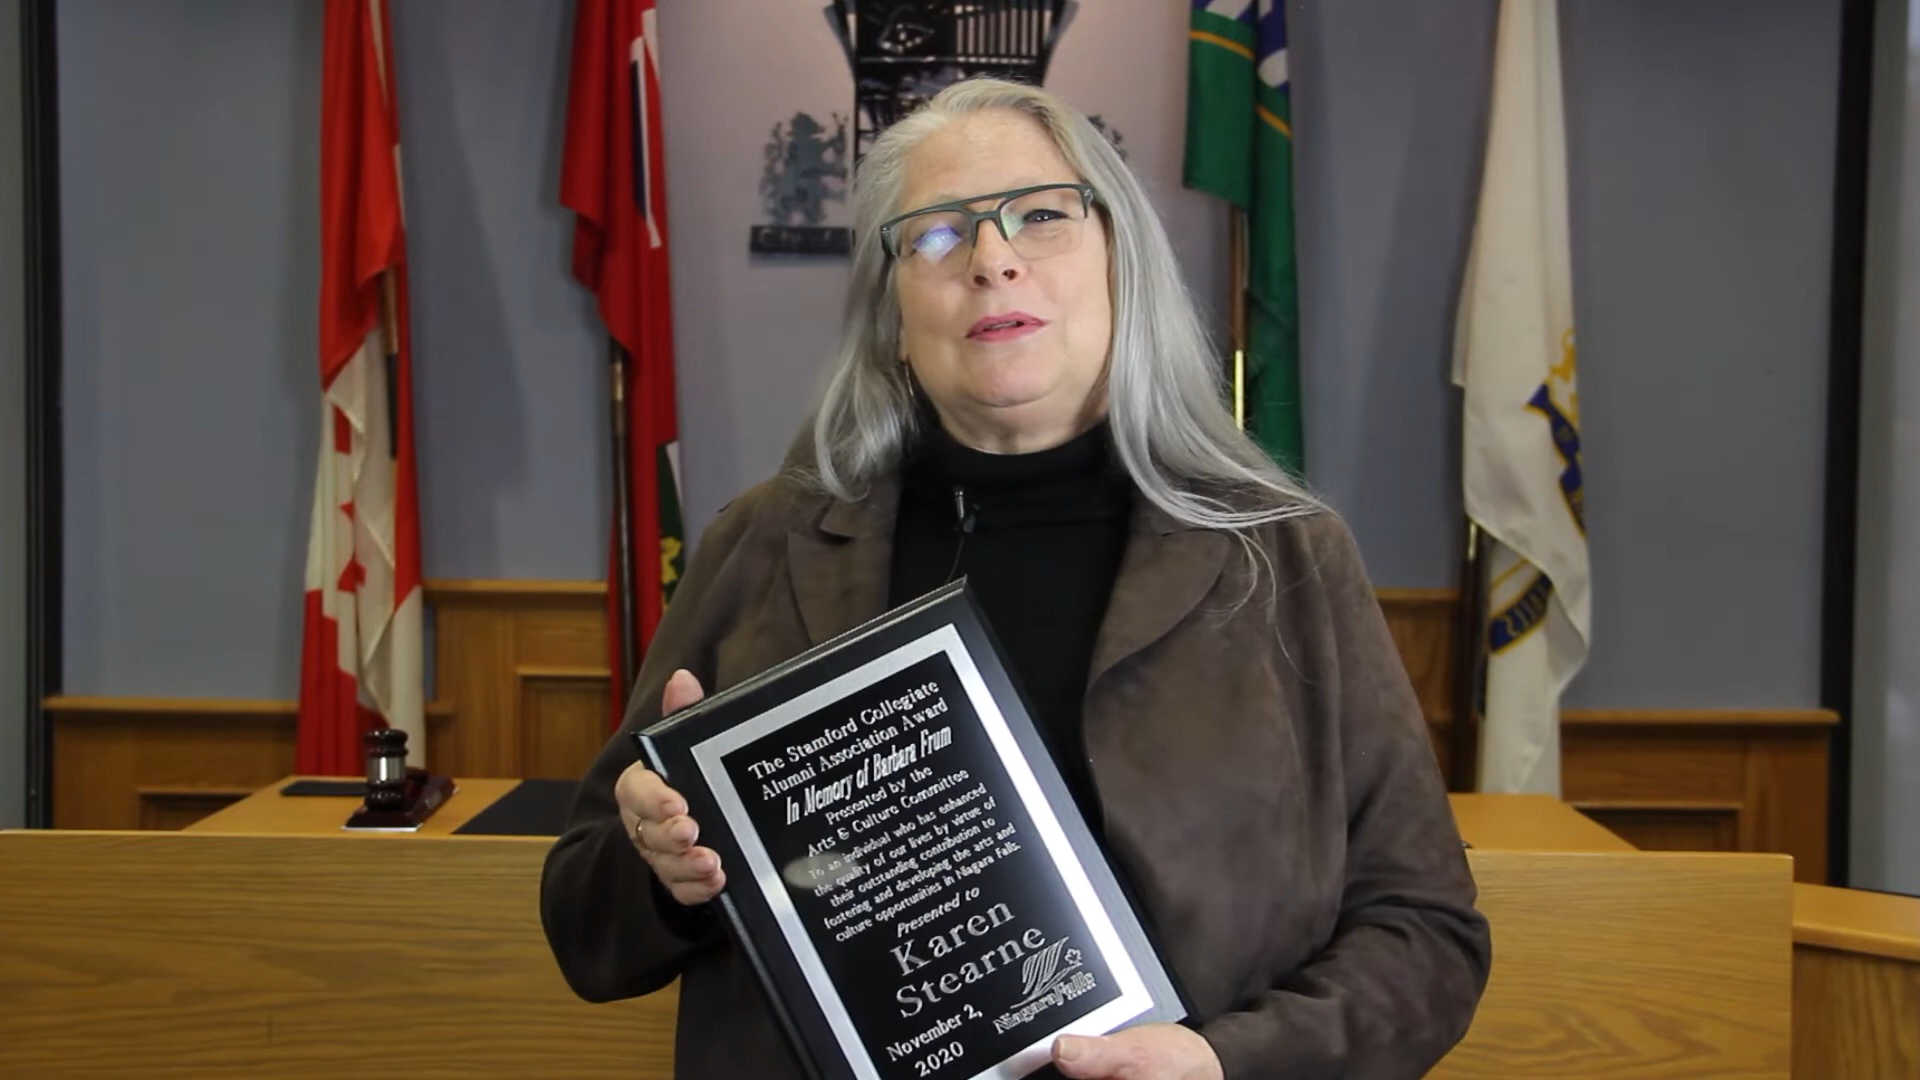 The Stamford Collegiate
Alumni Association Award
In Memory of Barbara Frum
Presented by the
Arts & Culture Committee
To an individual who has enhanced
the quality of our lives by virtue of
their outstanding contribution to
fostering and developing the arts and
culture opportunities in Niagara Falls.
Presented to
Karen
Stearne
November 2,
2020
NiagaraFalls